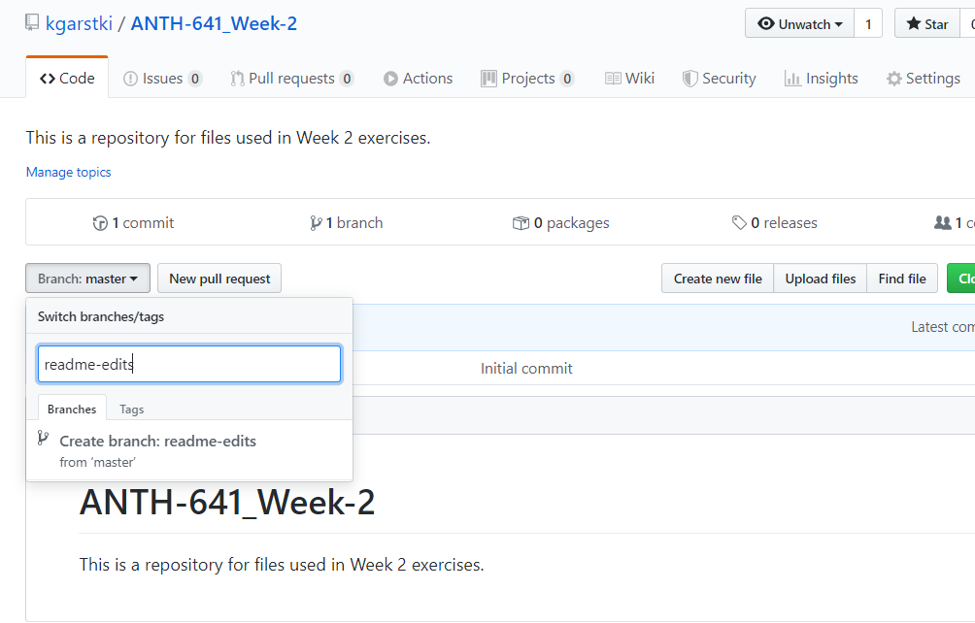 kgarstki / ANTH-641_Week-2
Unwatch 1 Star
Code Issues 0 Pull requests 0 Actions Projects 0 Wiki Security Insights Settings
This is a repository for files used in Week 2 exercises.
Manage topics
1 commit 1 branch 0 packages 0 releases 1 c
Branch: master New pull request Create new file Upload files Find file Clo
Switch branches/tags
Latest com
readme-edits
Initial commit
Branches Tags
Create branch: readme-edits
from ‘master’
ANTH-641_Week-2
This is a repository for files used in Week 2 exercises.